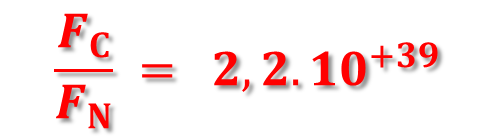 F_C / F_N = 2,2.10^{+39}